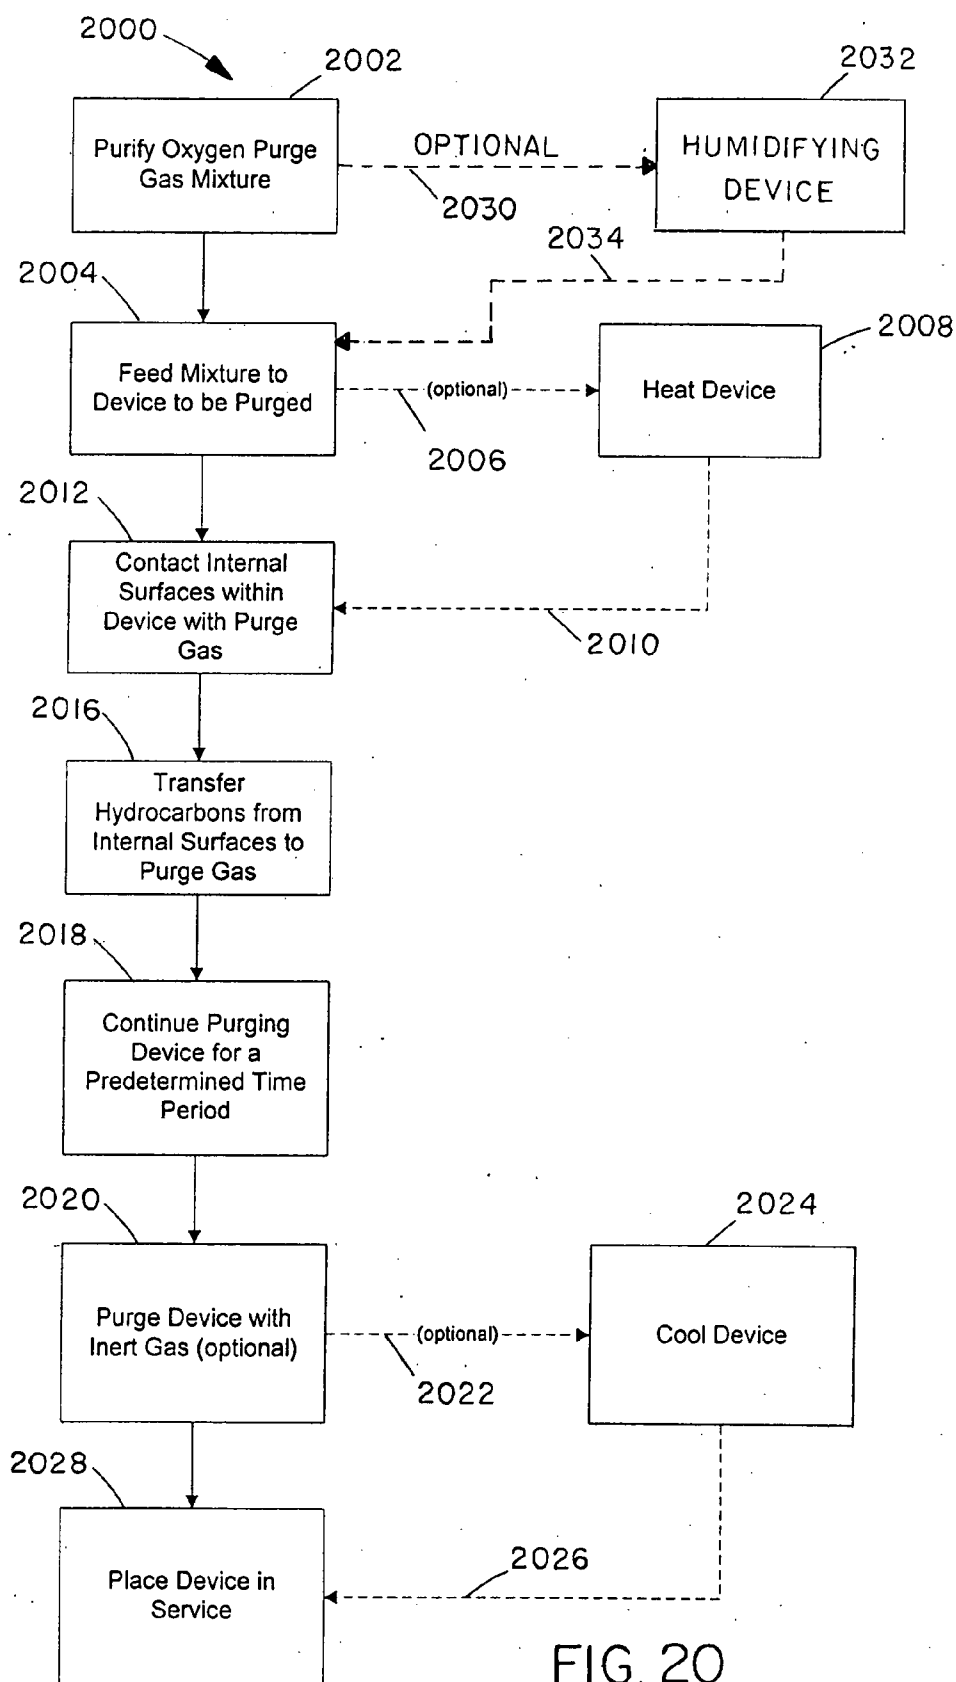 2000
2002
2032
Purify Oxygen Purge
Gas Mixture
OPTIONAL
HUMIDIFYING
DEVICE
2030
2034
2004
2008
Feed Mixture to
Device to be Purged
(optional)
Heat Device
2006
2012
Contact Internal
Surfaces within
Device with Purge
Gas
2010
2016
Transfer
Hydrocarbons from
Internal Surfaces to
Purge Gas
2018
Continue Purging
Device for a
Predetermined Time
Period
2020
2024
Purge Device with
Inert Gas (optional)
(optional)
Cool Device
2022
2028
2026
Place Device in
Service
FIG. 20